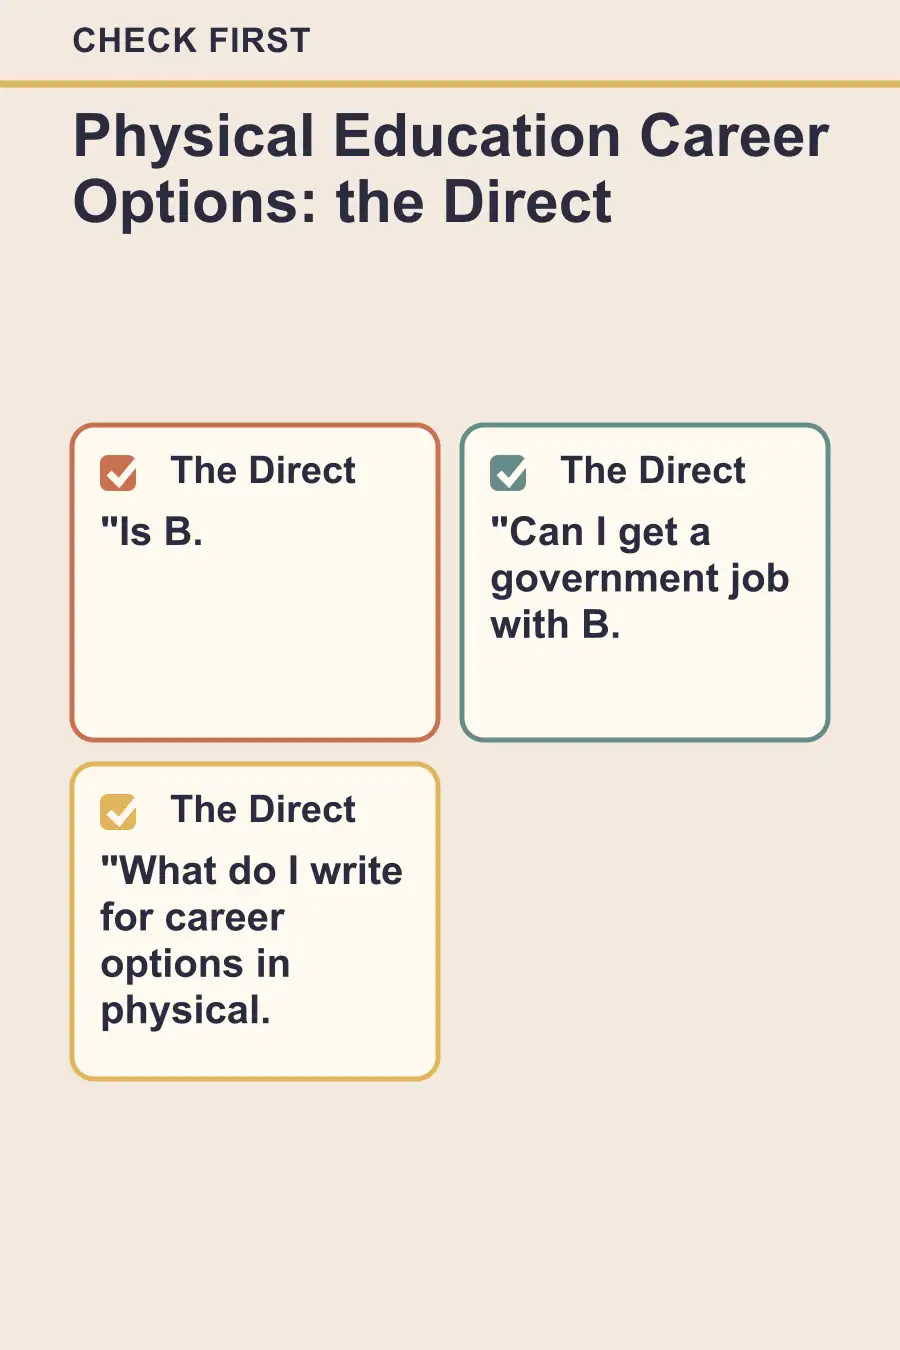 CHECK FIRST
Physical Education Career
Options: the Direct
The Direct
"Is B.
The Direct
"Can I get a
government job
with B.
The Direct
"What do I write
for career
options in
physical.